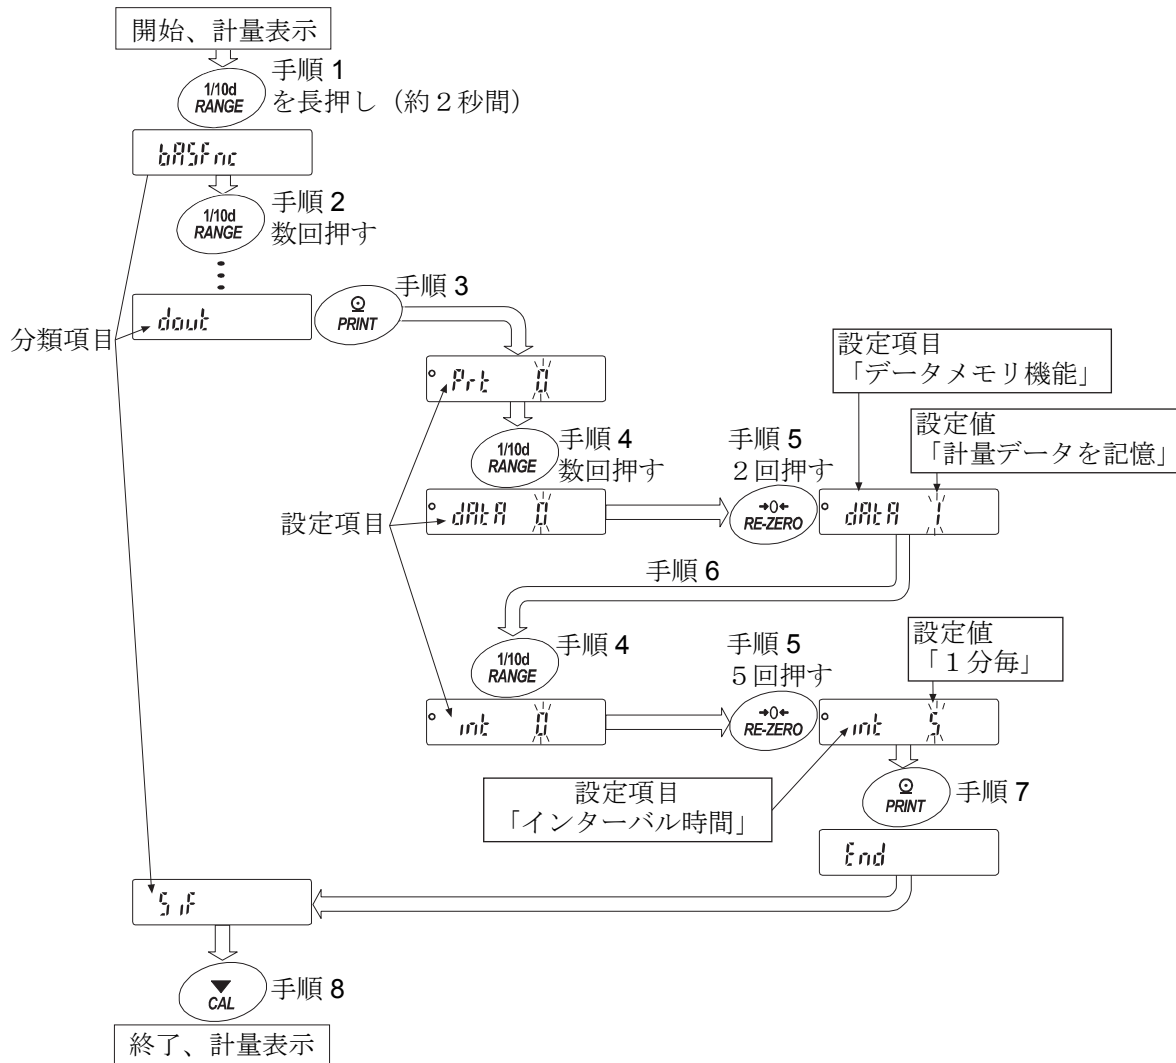 開始、計量表示
1/10d
RANGE
手順 1
を長押し（約２秒間）
bASFnc
1/10d
RANGE
手順 2
数回押す
分類項目
dout
PRINT
手順 3
Prt 0
設定項目
「データメモリ機能」
設定値
「計量データを記憶」
1/10d
RANGE
手順 4
数回押す
手順 5
２回押す
設定項目
dAtA 0
→0←
RE-ZERO
dAtA 1
手順 6
1/10d
RANGE
手順 4
手順 5
５回押す
設定値
「１分毎」
int 0
→0←
RE-ZERO
int 5
設定項目
「インターバル時間」
PRINT
手順 7
End
SiF
CAL
手順 8
終了、計量表示